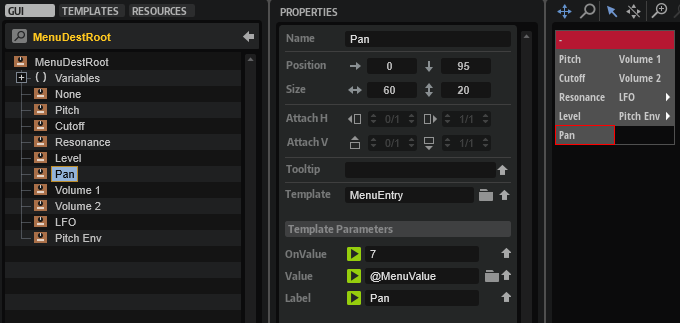 GUI TEMPLATES RESOURCES
MenuDestRoot
MenuDestRoot
( ) Variables
None
Pitch
Cutoff
Resonance
Level
Pan
Volume 1
Volume 2
LFO
Pitch Env
PROPERTIES
Name Pan
Position 0 95
Size 60 20
Attach H 0/1 1/1
Attach V 0/1 1/1
Tooltip
Template MenuEntry
Template Parameters
OnValue 7
Value @MenuValue
Label Pan
-
Pitch Volume 1
Cutoff Volume 2
Resonance LFO
Level Pitch Env
Pan